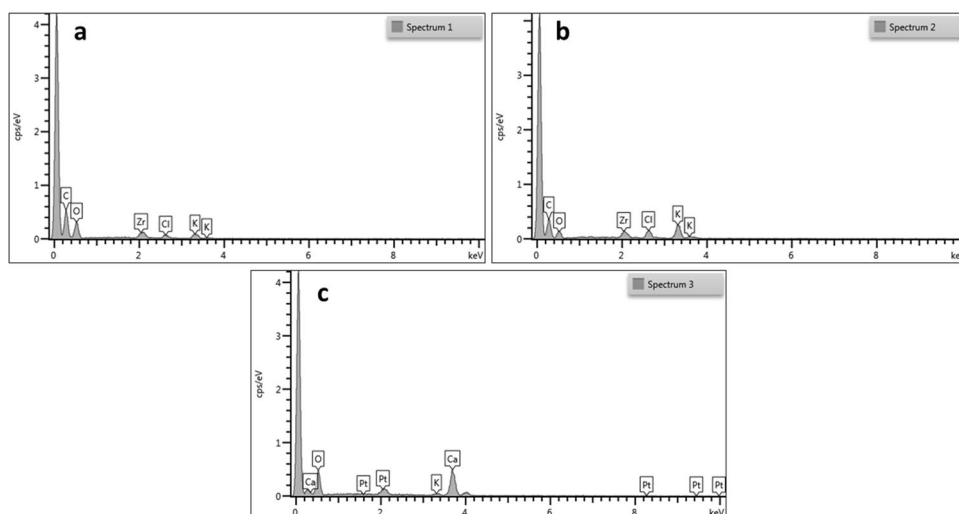 a
Spectrum 1
4
3
2
1
0
cps/eV
C
O
Zr
Cl
K
K
0
2
4
6
8
keV
b
Spectrum 2
3
2
1
0
cps/eV
C
O
Zr
Cl
K
K
0
2
4
6
8
ke
c
Spectrum 3
4
3
2
1
0
cps/eV
Ca
O
Pt
Pt
K
Ca
Pt
Pt
Pt
0
2
4
6
8
keV